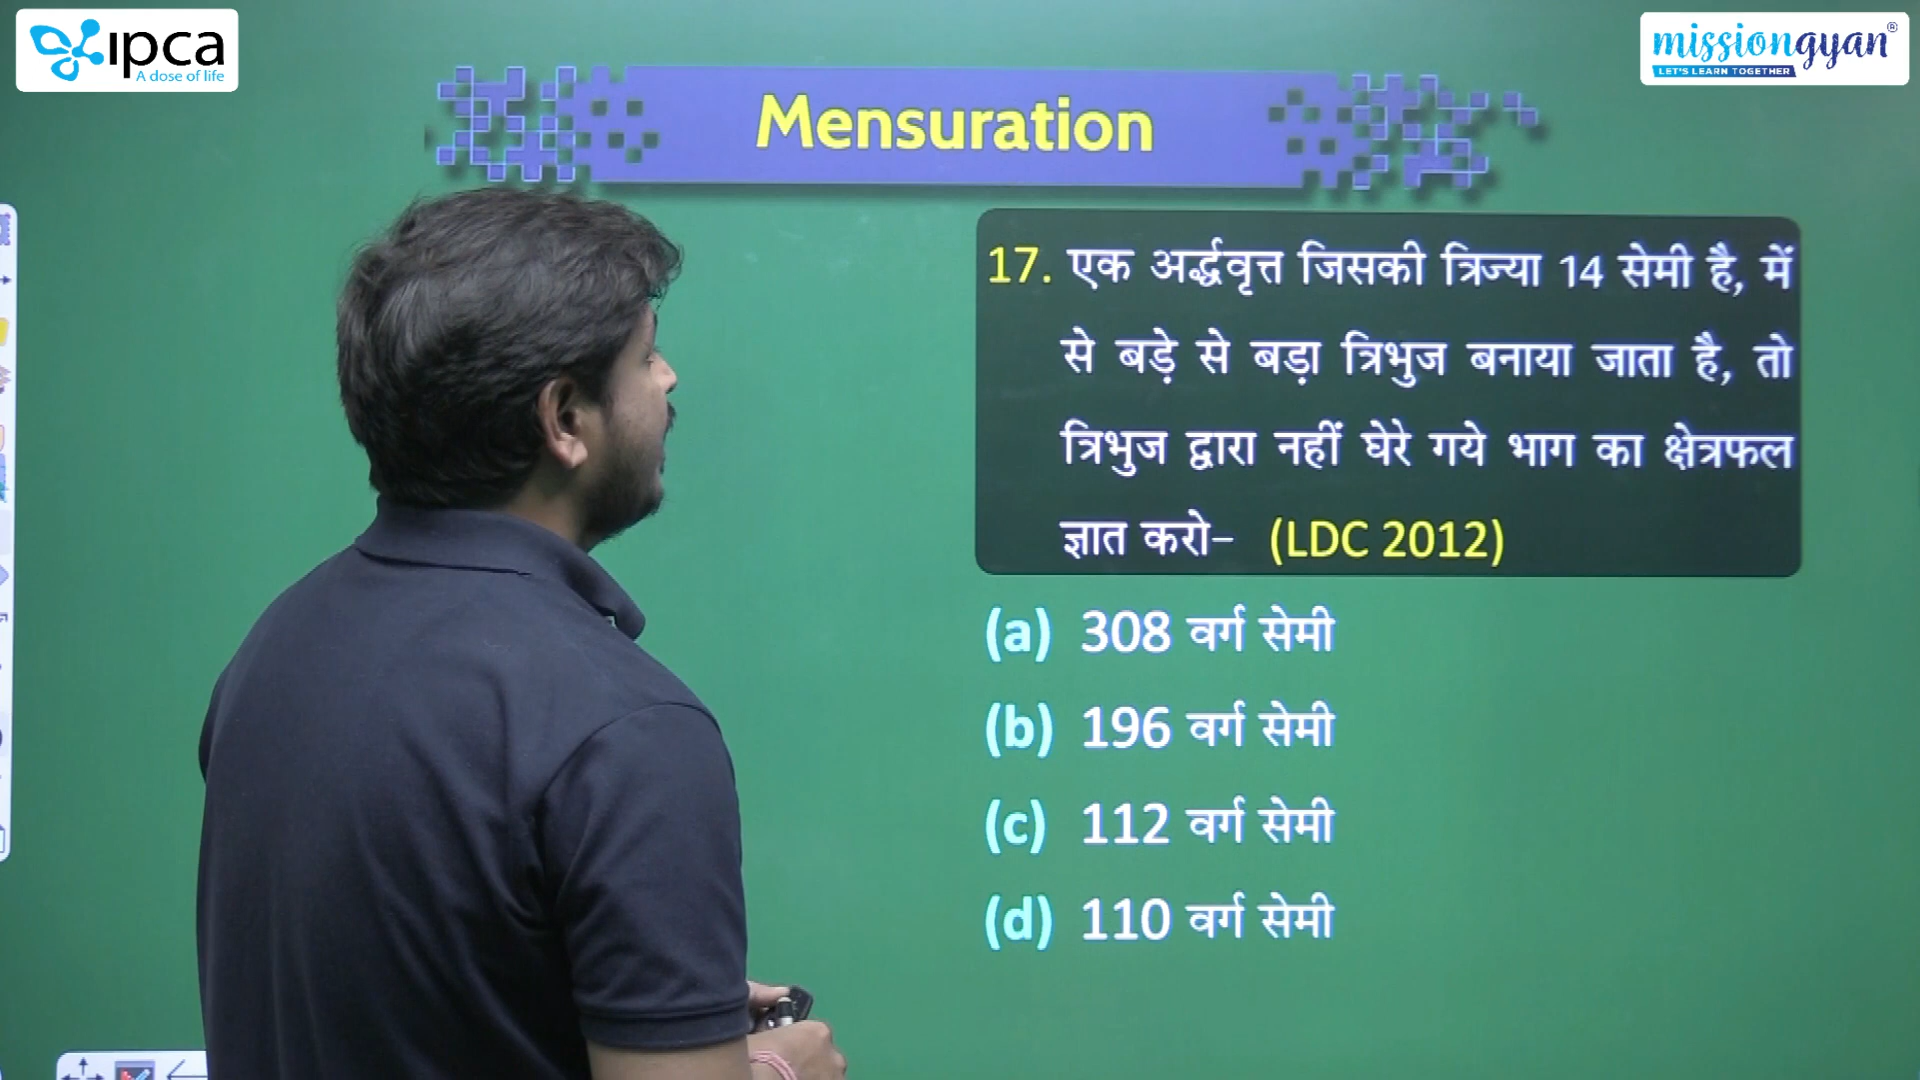 ipca
A dose of life
missiongyan®
LET'S LEARN TOGETHER
Mensuration
17. एक अर्द्धवृत्त जिसकी त्रिज्या 14 सेमी है, में
से बड़े से बड़ा त्रिभुज बनाया जाता है, तो
त्रिभुज द्वारा नहीं घेरे गये भाग का क्षेत्रफल
ज्ञात करो– (LDC 2012)
(a) 308 वर्ग सेमी
(b) 196 वर्ग सेमी
(c) 112 वर्ग सेमी
(d) 110 वर्ग सेमी